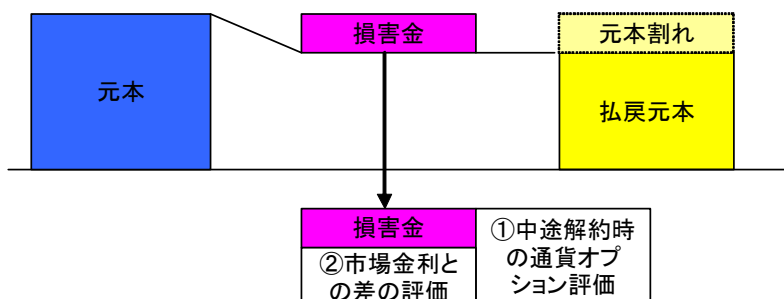 元本
損害金
元本割れ
払戻元本
損害金
②市場金利と
の差の評価
①中途解約時
の通貨オプ
ション評価